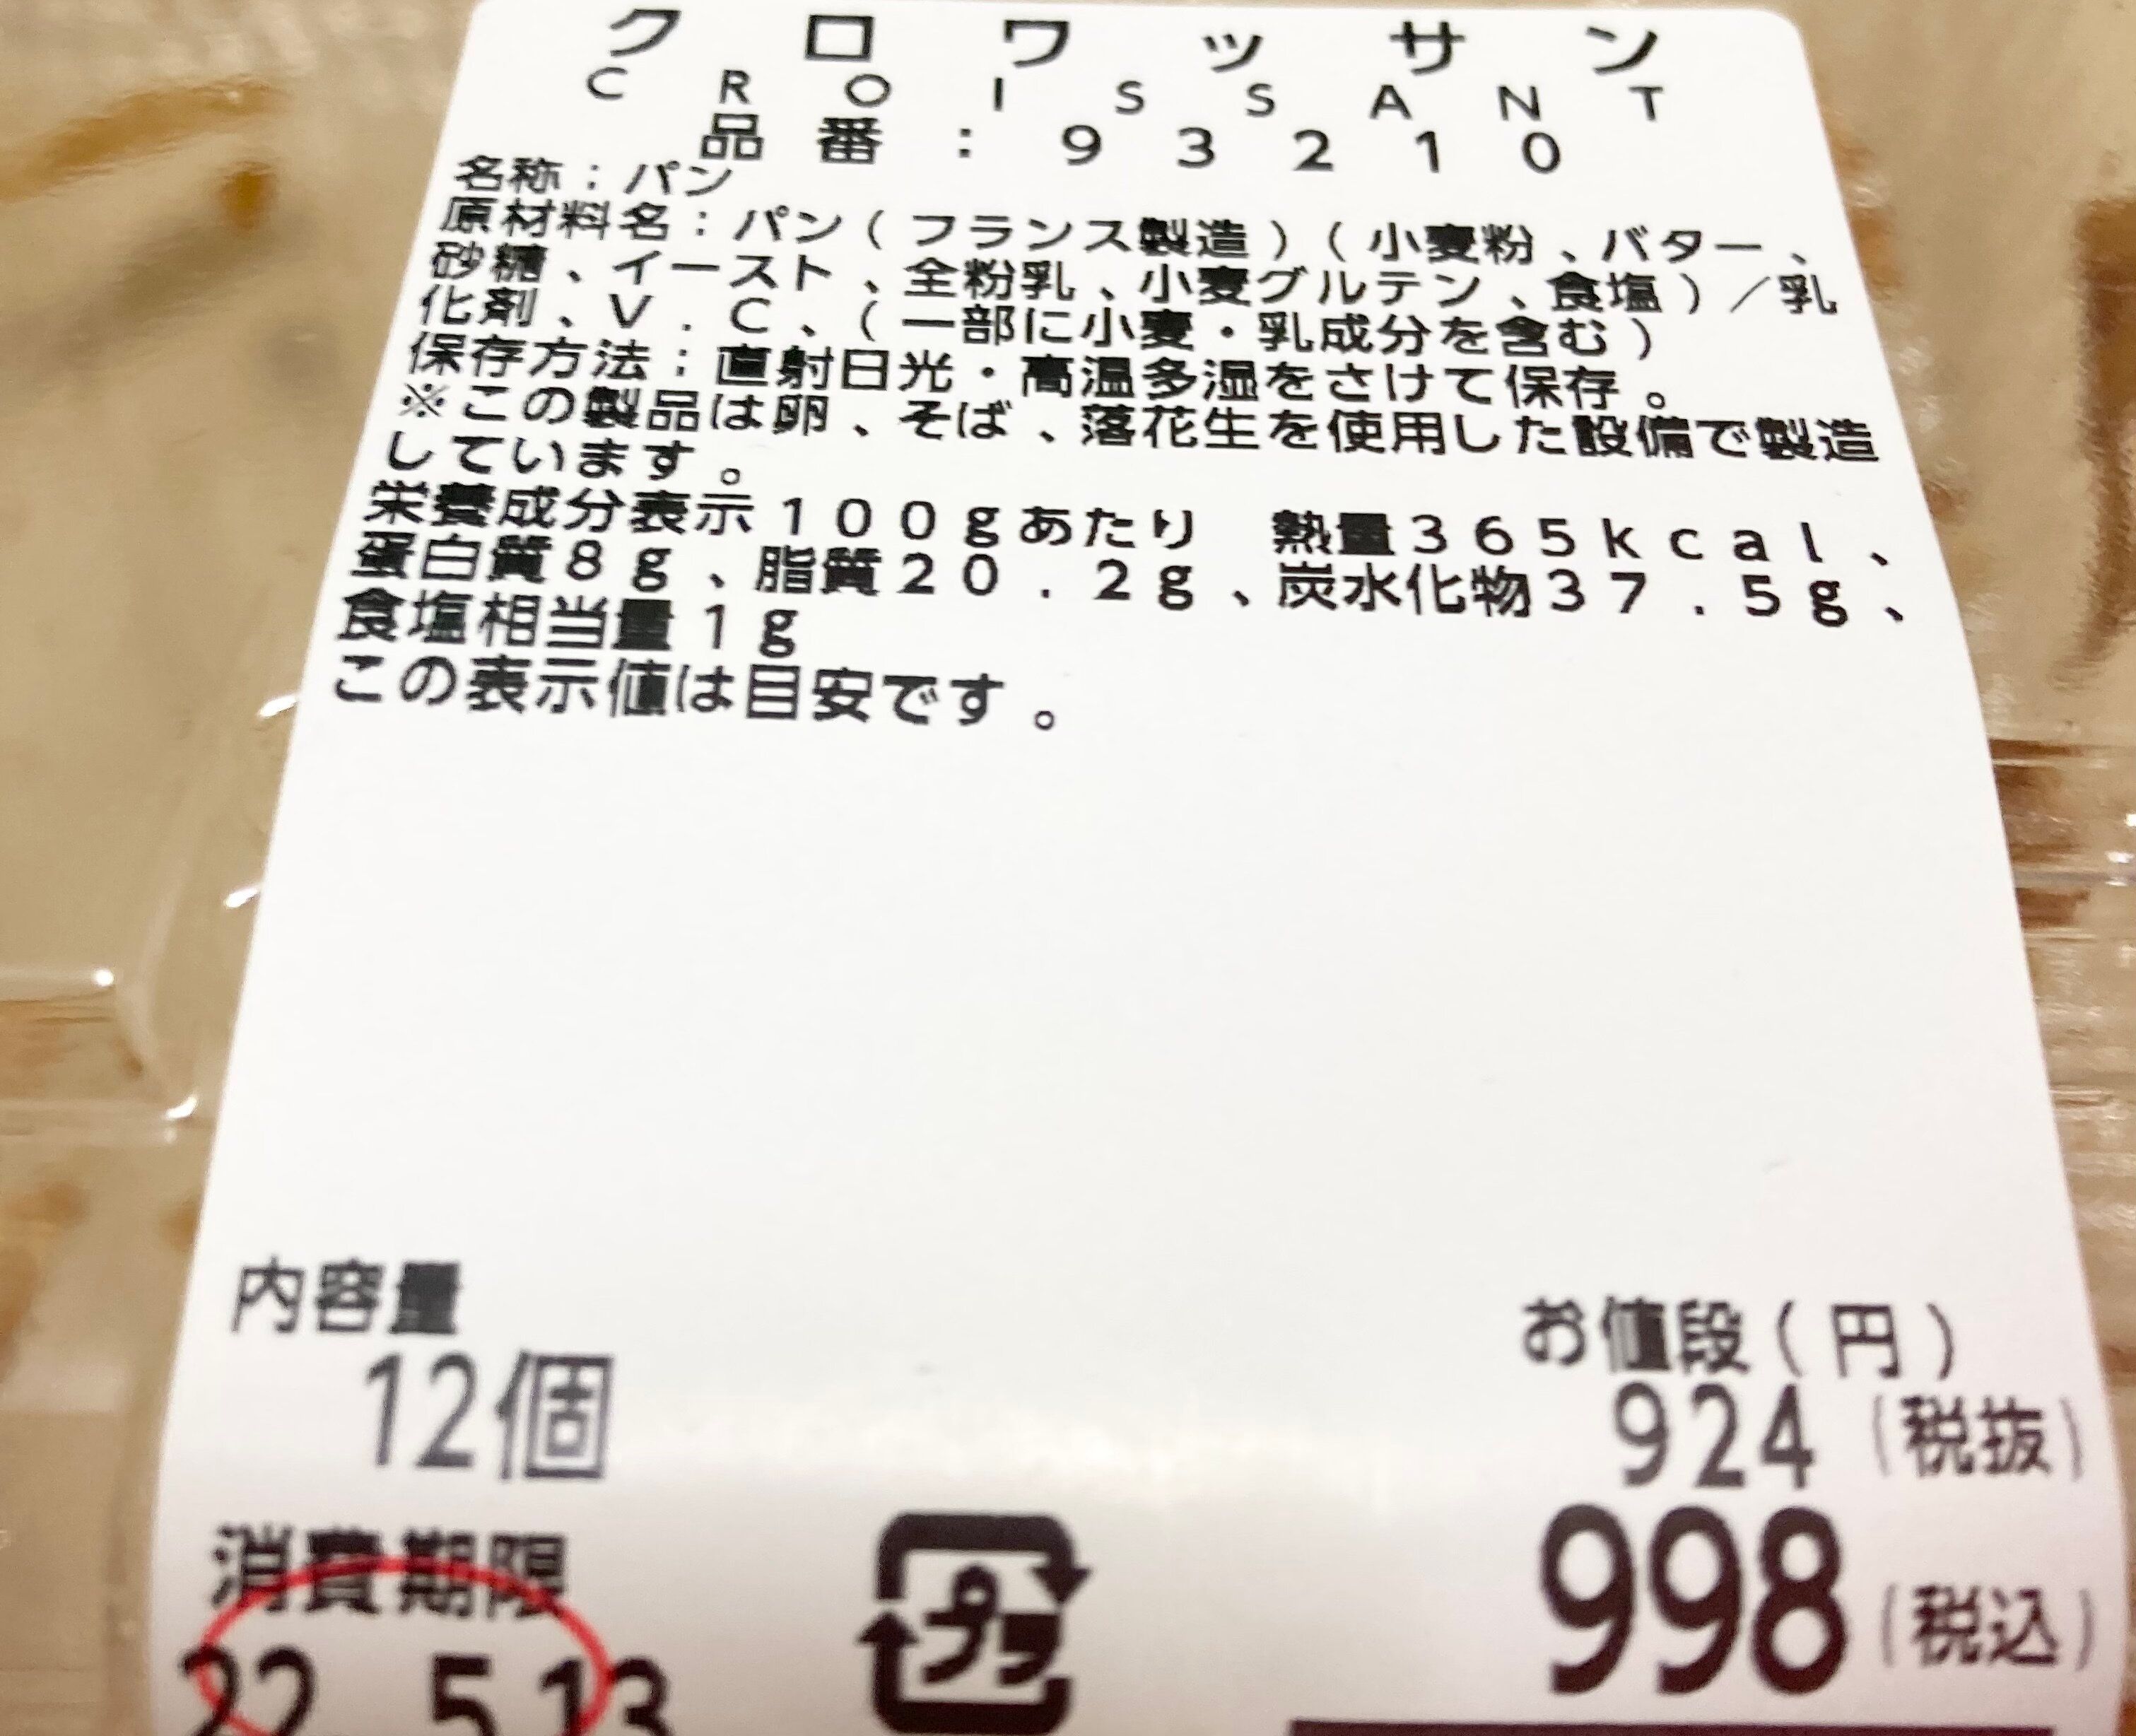 クロワッサン
CROISSANT
品番：93210
名称：パン
原材料名：パン（フランス製造）（小麦粉、バター、
砂糖、イースト、全粉乳、小麦グルテン、食塩）／乳
化剤、V．C、（一部に小麦・乳成分を含む）
保存方法：直射日光・高温多湿をさけて保存。
※この製品は卵、そば、落花生を使用した設備で製造
しています。
栄養成分表示100gあたり　熱量365kcal、
蛋白質8g、脂質20．2g、炭水化物37．5g、
食塩相当量1g
この表示値は目安です。
内容量
12個
お値段（円）
924（税抜）
998（税込）
消費期限
22.5.13
プラ